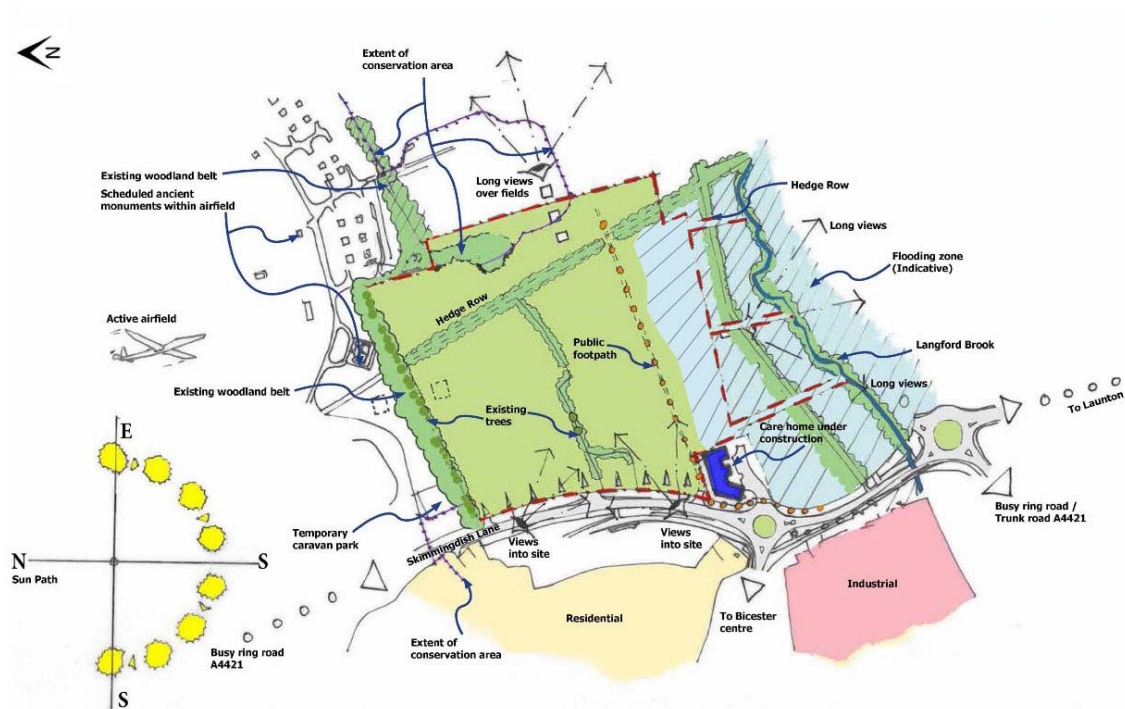 N
Extent of
conservation area
Existing woodland belt
Scheduled ancient
monuments within airfield
Long views
over fields
Hedge Row
Long views
Flooding zone
(Indicative)
Active airfield
Hedge Row
Public
footpath
Langford Brook
Existing woodland belt
Long views
To Launton
Existing
trees
Care home under
construction
E
Temporary
caravan park
Skimmingdish Lane
Views
into site
Views
into site
Busy ring road /
Trunk road A4421
N
S
Sun Path
Residential
Industrial
To Bicester
centre
Extent of
conservation area
Busy ring road
A4421
S